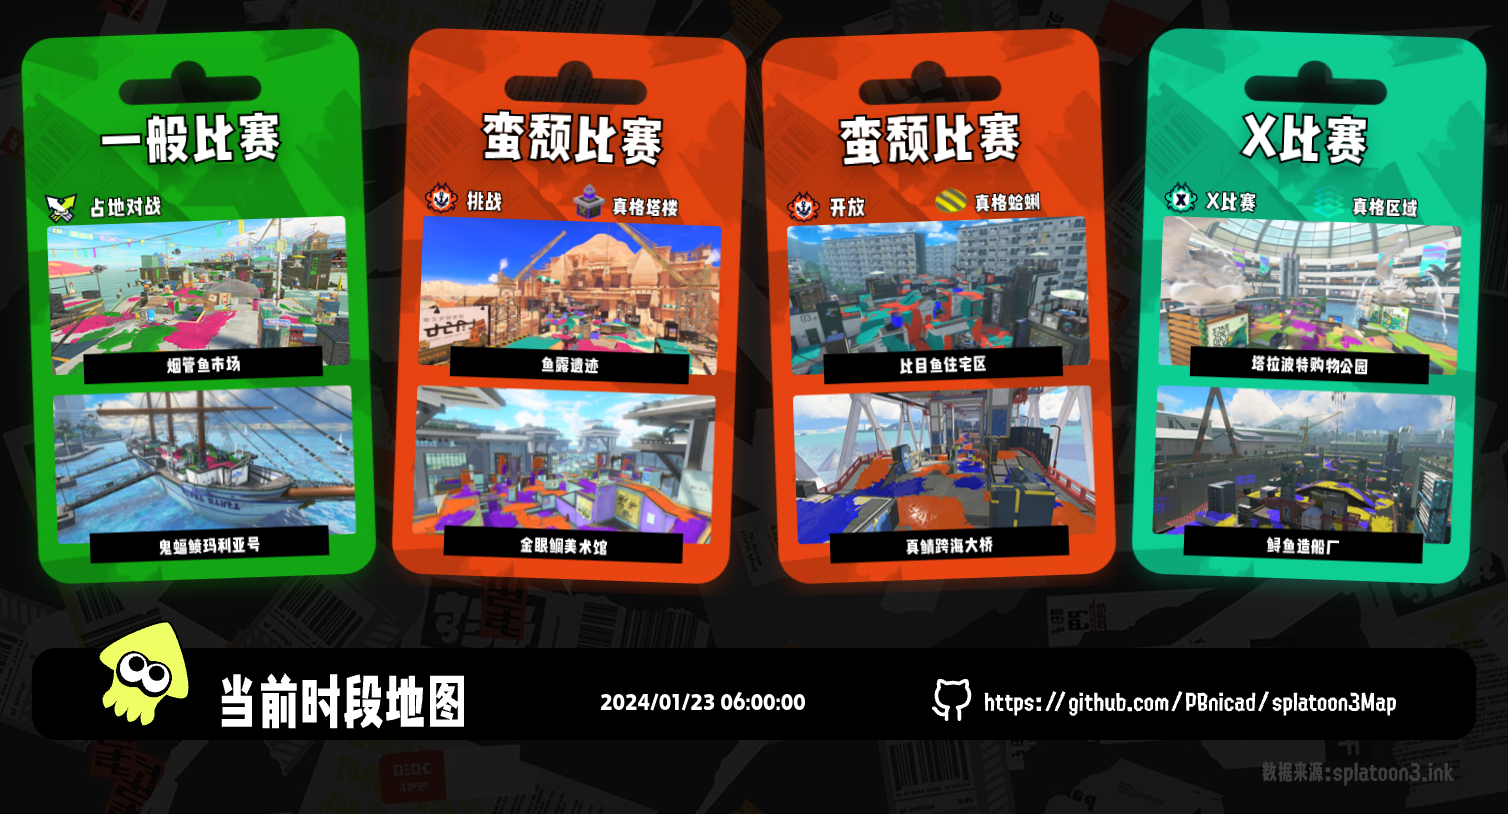 一般比赛
占地对战
烟管鱼市场
鬼蝠鲼玛利亚号
蛮颓比赛
挑战
真格塔楼
鱼露遗迹
金眼鲷美术馆
蛮颓比赛
开放
真格蛤蜊
比目鱼住宅区
真鲭跨海大桥
X比赛
X比赛
真格区域
塔拉波特购物公园
鲟鱼造船厂
当前时段地图
2024/01/23 06:00:00
https://github.com/PBnicad/splatoon3Map
数据来源:splatoon3.ink